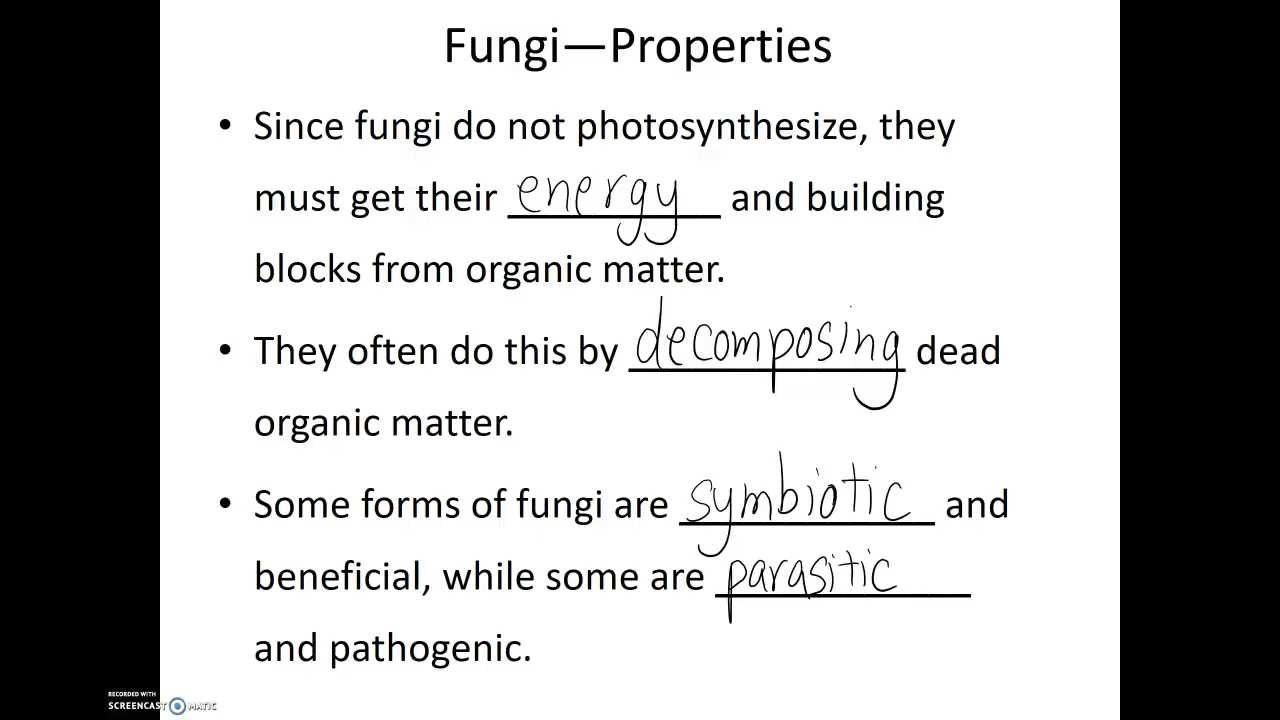 Fungi—Properties
• Since fungi do not photosynthesize, they
must get their energy and building
blocks from organic matter.
• They often do this by decomposing dead
organic matter.
• Some forms of fungi are symbiotic and
beneficial, while some are parasitic
and pathogenic.
RECORDED WITH
SCREENCAST MATIC